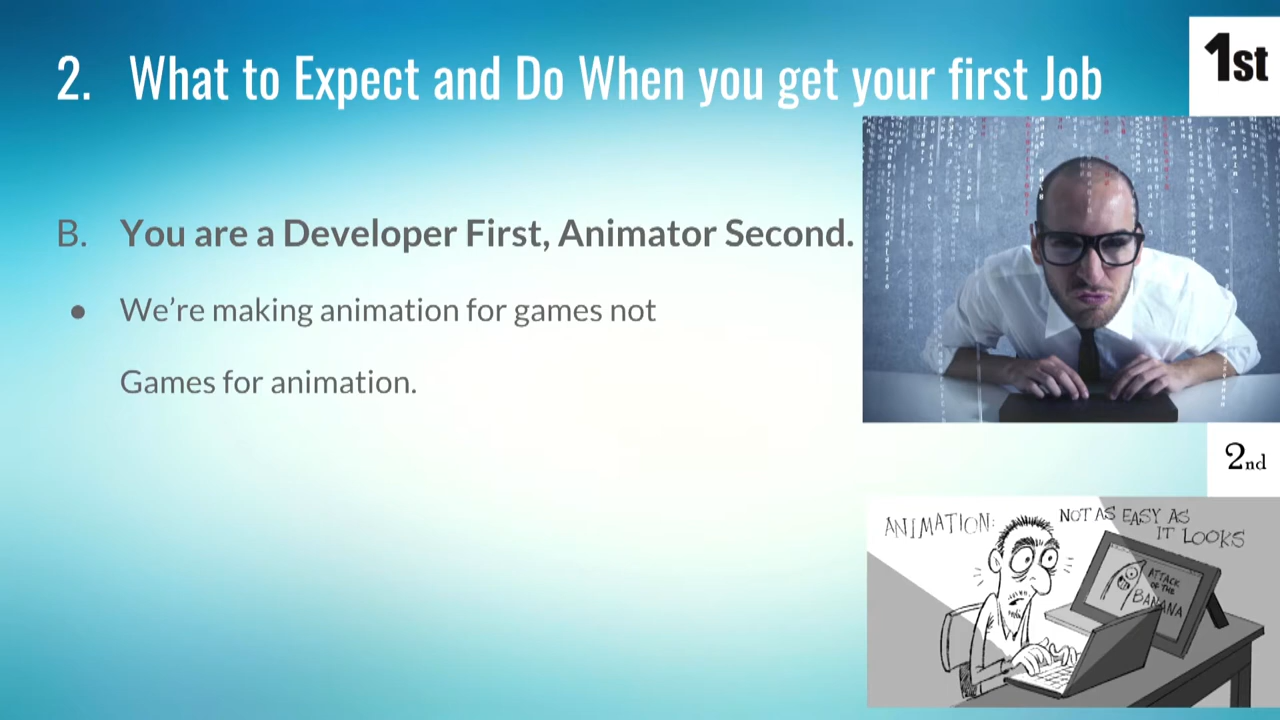 2. What to Expect and Do When you get your first Job
1st
B. You are a Developer First, Animator Second.
● We’re making animation for games not
Games for animation.
2nd
ANIMATION: NOT AS EASY AS
IT LOOKS
ATTACK
OF THE
BANANA